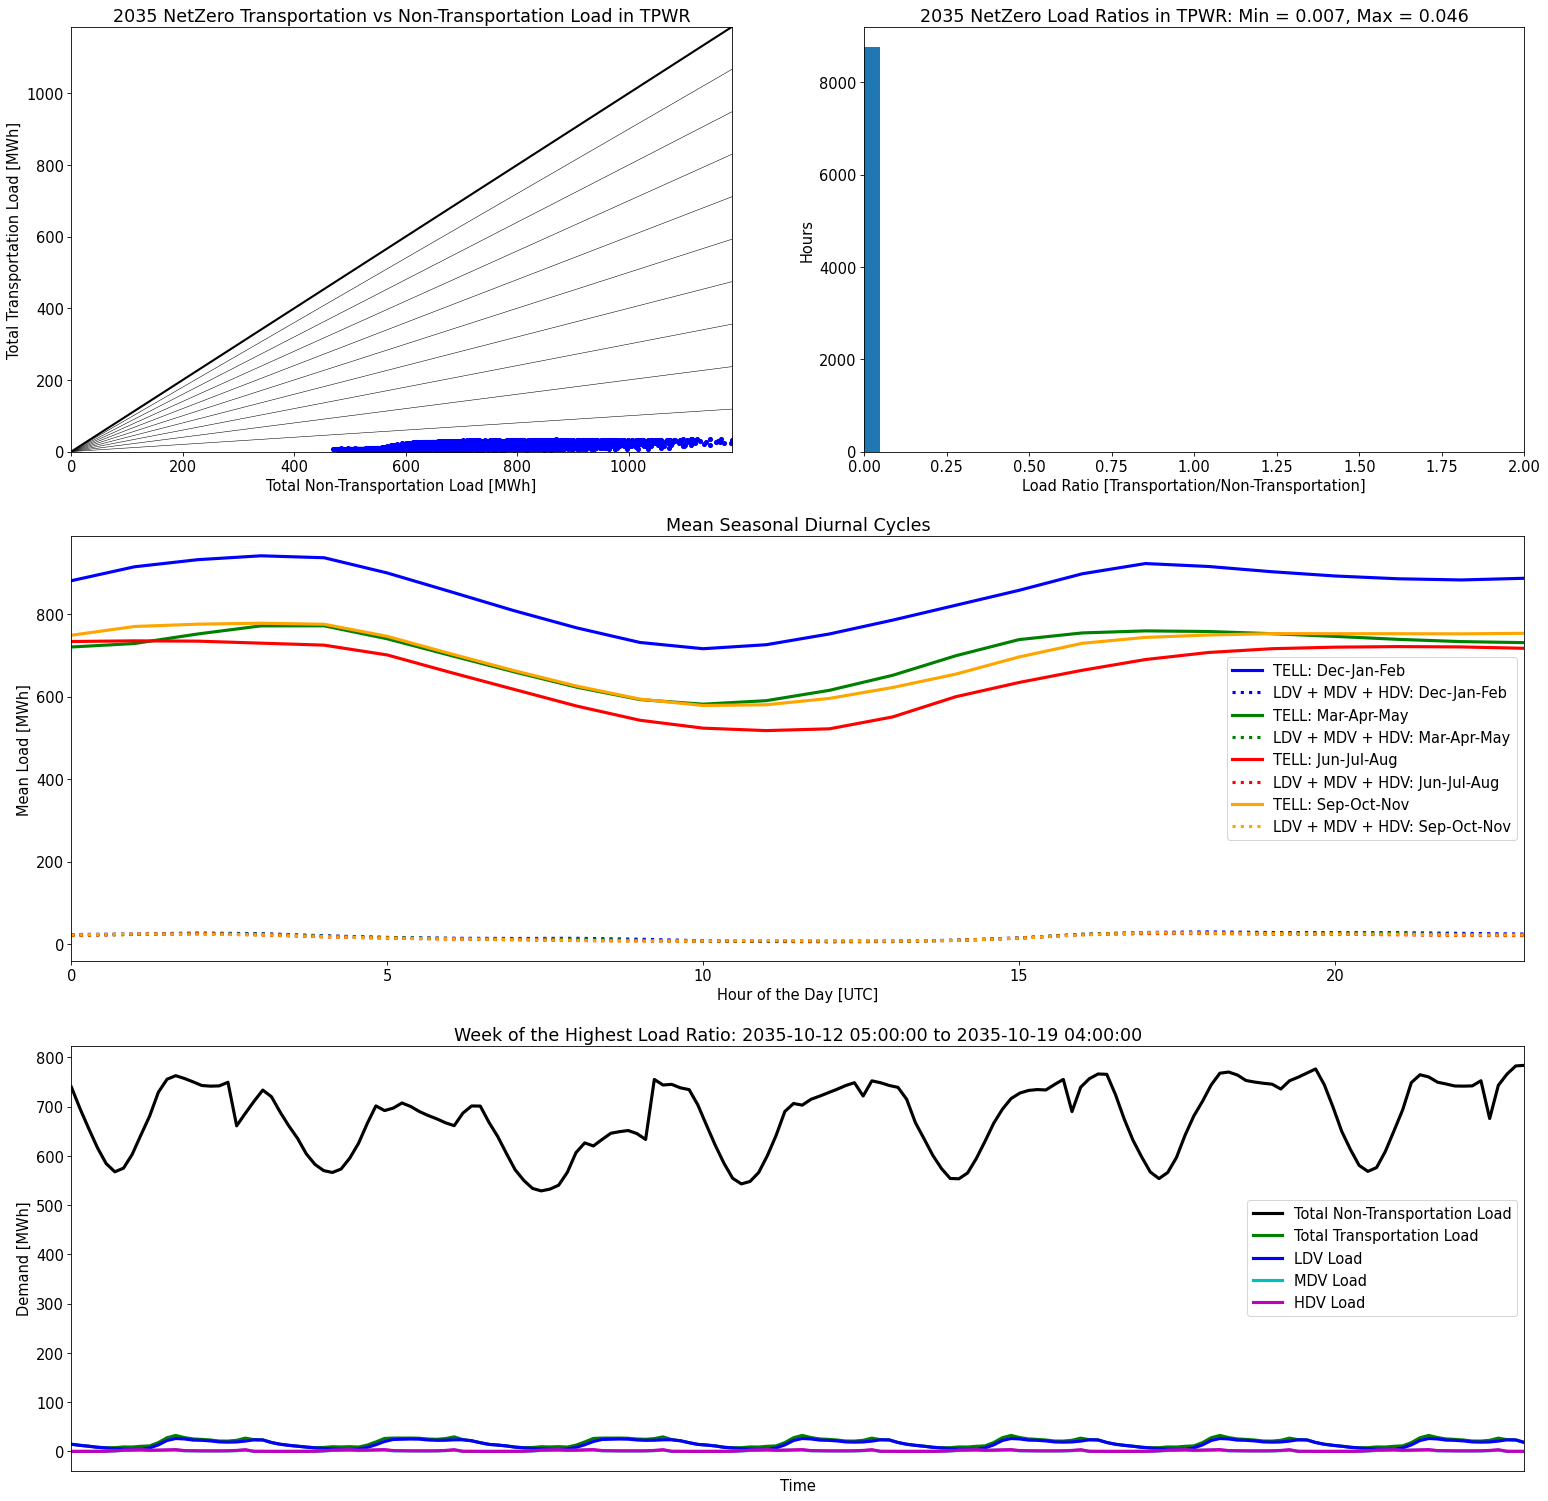 2035 NetZero Transportation vs Non-Transportation Load in TPWR
Total Transportation Load [MWh]
1000
800
600
400
200
0
0 200 400 600 800 1000
Total Non-Transportation Load [MWh]
2035 NetZero Load Ratios in TPWR: Min = 0.007, Max = 0.046
Hours
8000
6000
4000
2000
0
0.00 0.25 0.50 0.75 1.00 1.25 1.50 1.75 2.00
Load Ratio [Transportation/Non-Transportation]
Mean Seasonal Diurnal Cycles
Mean Load [MWh]
800
600
400
200
0
TELL: Dec-Jan-Feb
LDV + MDV + HDV: Dec-Jan-Feb
TELL: Mar-Apr-May
LDV + MDV + HDV: Mar-Apr-May
TELL: Jun-Jul-Aug
LDV + MDV + HDV: Jun-Jul-Aug
TELL: Sep-Oct-Nov
LDV + MDV + HDV: Sep-Oct-Nov
0 5 10 15 20
Hour of the Day [UTC]
Week of the Highest Load Ratio: 2035-10-12 05:00:00 to 2035-10-19 04:00:00
Demand [MWh]
800
700
600
500
400
300
200
100
0
Total Non-Transportation Load
Total Transportation Load
LDV Load
MDV Load
HDV Load
Time